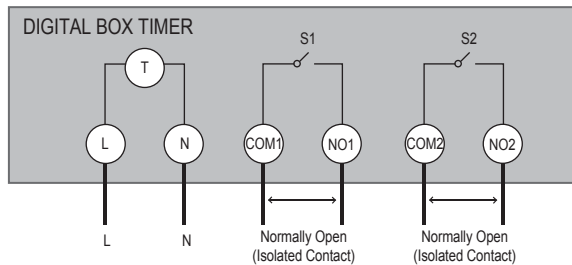 DIGITAL BOX TIMER
S1
S2
T
L
N
COM1
NO1
COM2
NO2
L
N
Normally Open
(Isolated Contact)
Normally Open
(Isolated Contact)